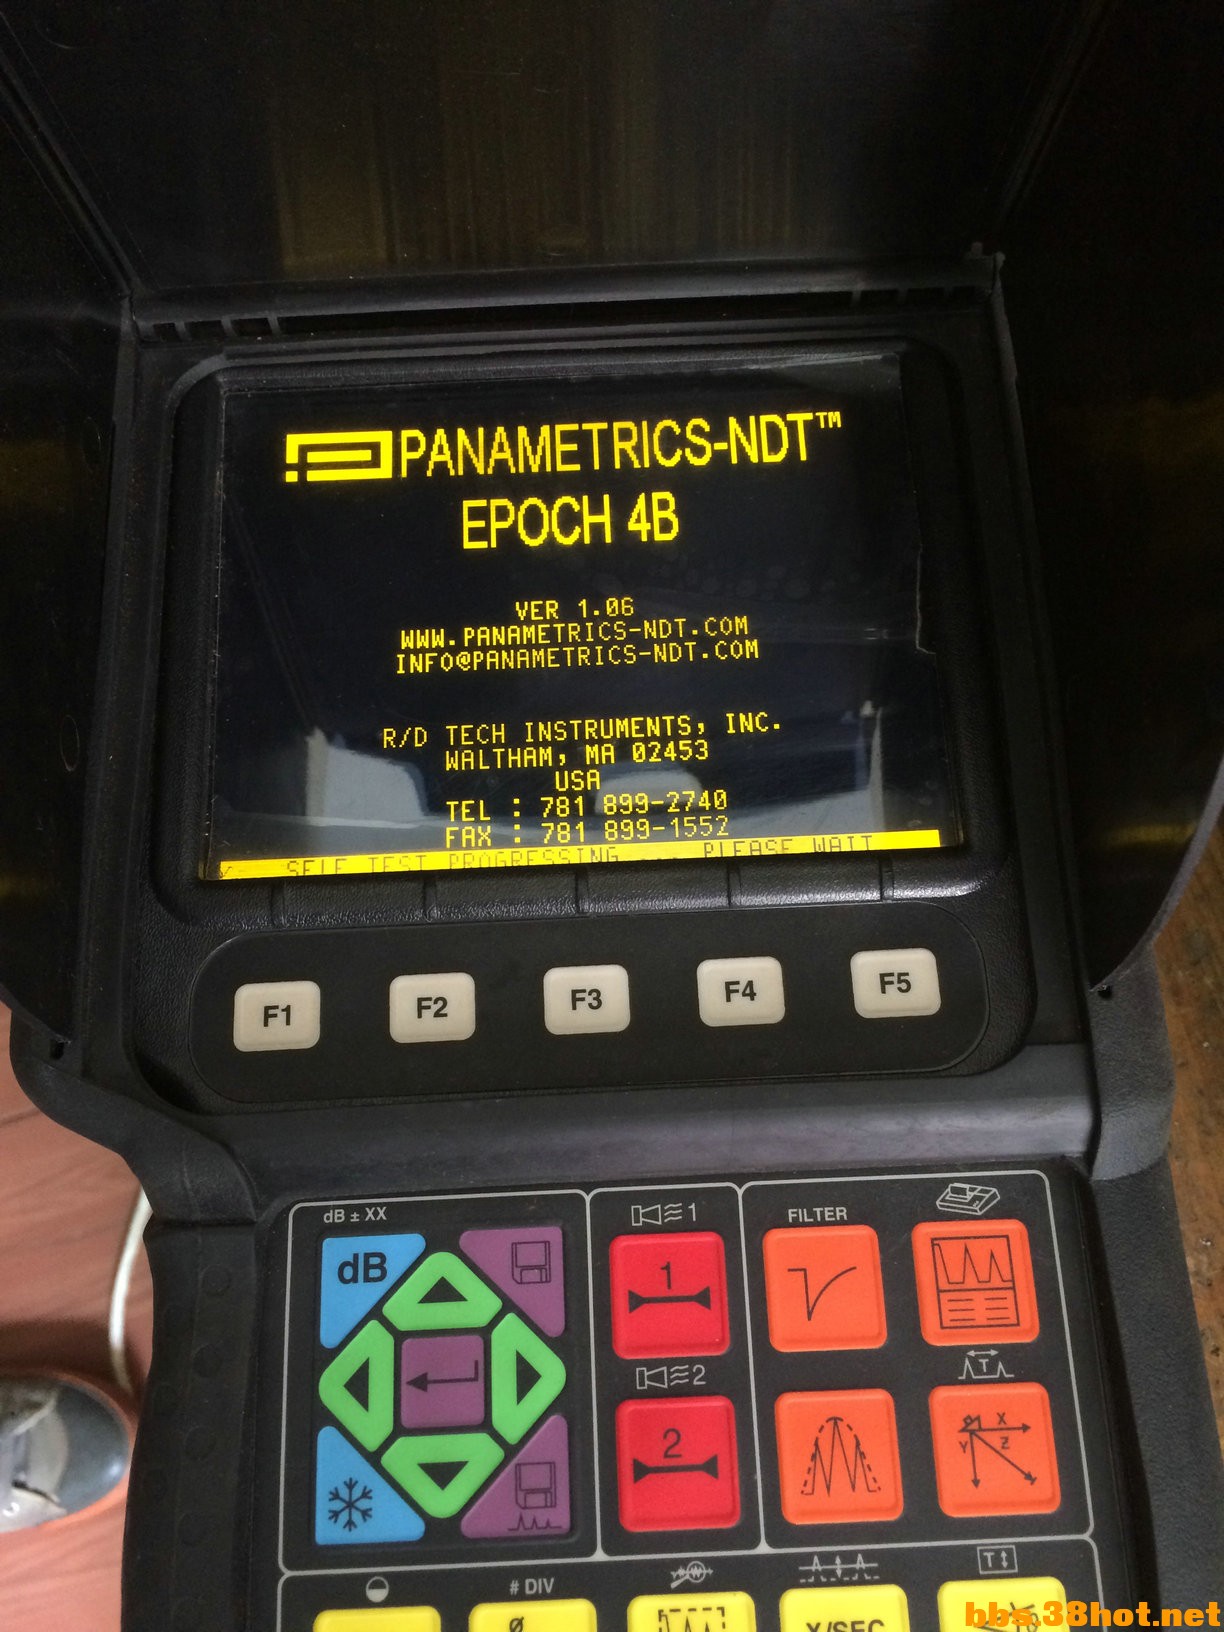 PANAMETRICS-NDT™
EPOCH 4B
VER 1.06
WWW.PANAMETRICS-NDT.COM
INFO@PANAMETRICS-NDT.COM
R/D TECH INSTRUMENTS, INC.
WALTHAM, MA 02453
USA
TEL : 781 899-2740
FAX : 781 899-1552
SELF TEST PROGRESSING ... PLEASE WAIT
F1 F2 F3 F4 F5
dB ± XX
1
FILTER
dB
1
2
T
2
X
Y Z
# DIV
T
X/SEC
bbs.38hot.net